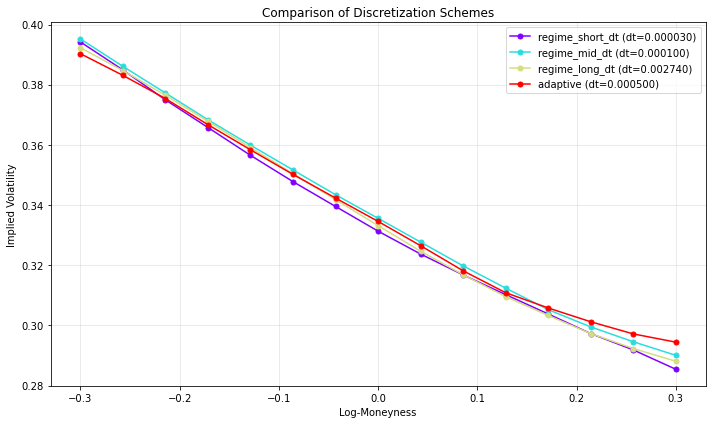 Comparison of Discretization Schemes
regime_short_dt (dt=0.000030)
regime_mid_dt (dt=0.000100)
regime_long_dt (dt=0.002740)
adaptive (dt=0.000500)
Implied Volatility
0.40
0.38
0.36
0.34
0.32
0.30
0.28
−0.3
−0.2
−0.1
0.0
0.1
0.2
0.3
Log-Moneyness